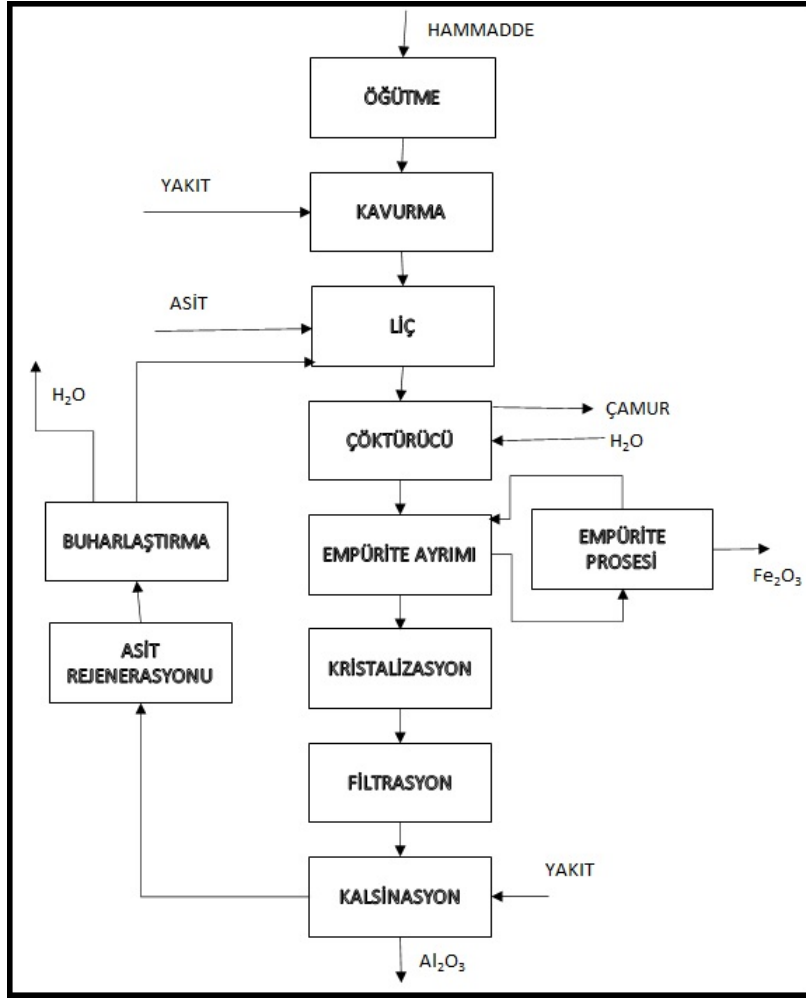 HAMMADDE
ÖĞÜTME
YAKIT
KAVURMA
ASİT
LİÇ
H₂O
ÇAMUR
ÇÖKTÜRÜCÜ
H₂O
BUHARLAŞTIRMA
EMPÜRİTE AYRIMI
EMPÜRİTE
PROSESİ
Fe₂O₃
ASİT
REJENERASYONU
KRİSTALİZASYON
FİLTRASYON
YAKIT
KALSİNASYON
Al₂O₃